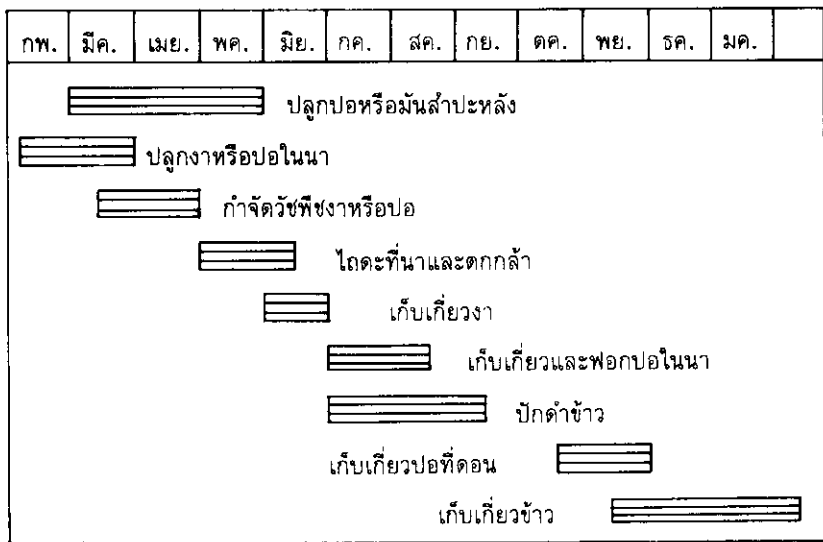 กพ. มีค. เมย. พค. มิย. กค. สค. กย. ตค. พย. ธค. มค.
ปลูกปอหรือมันสำปะหลัง
ปลูกงาหรือปอในนา
กำจัดวัชพืชงาหรือปอ
ไถดะที่นาและตกกล้า
เก็บเกี่ยวงา
เก็บเกี่ยวและฟอกปอในนา
ปักดำข้าว
เก็บเกี่ยวปอที่ดอน
เก็บเกี่ยวข้าว